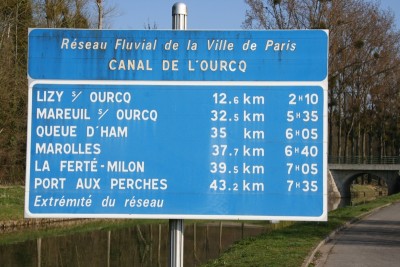 Réseau Fluvial de la Ville de Paris
CANAL DE L'OURCQ
LIZY S/ OURCQ 12.6 km 2H10
MAREUIL S/ OURCQ 32.5 km 5H35
QUEUE D'HAM 35 km 6H05
MAROLLES 37.7 km 6H40
LA FERTÉ-MILON 39.5 km 7H05
PORT AUX PERCHES 43.2 km 7H35
Extrémité du réseau